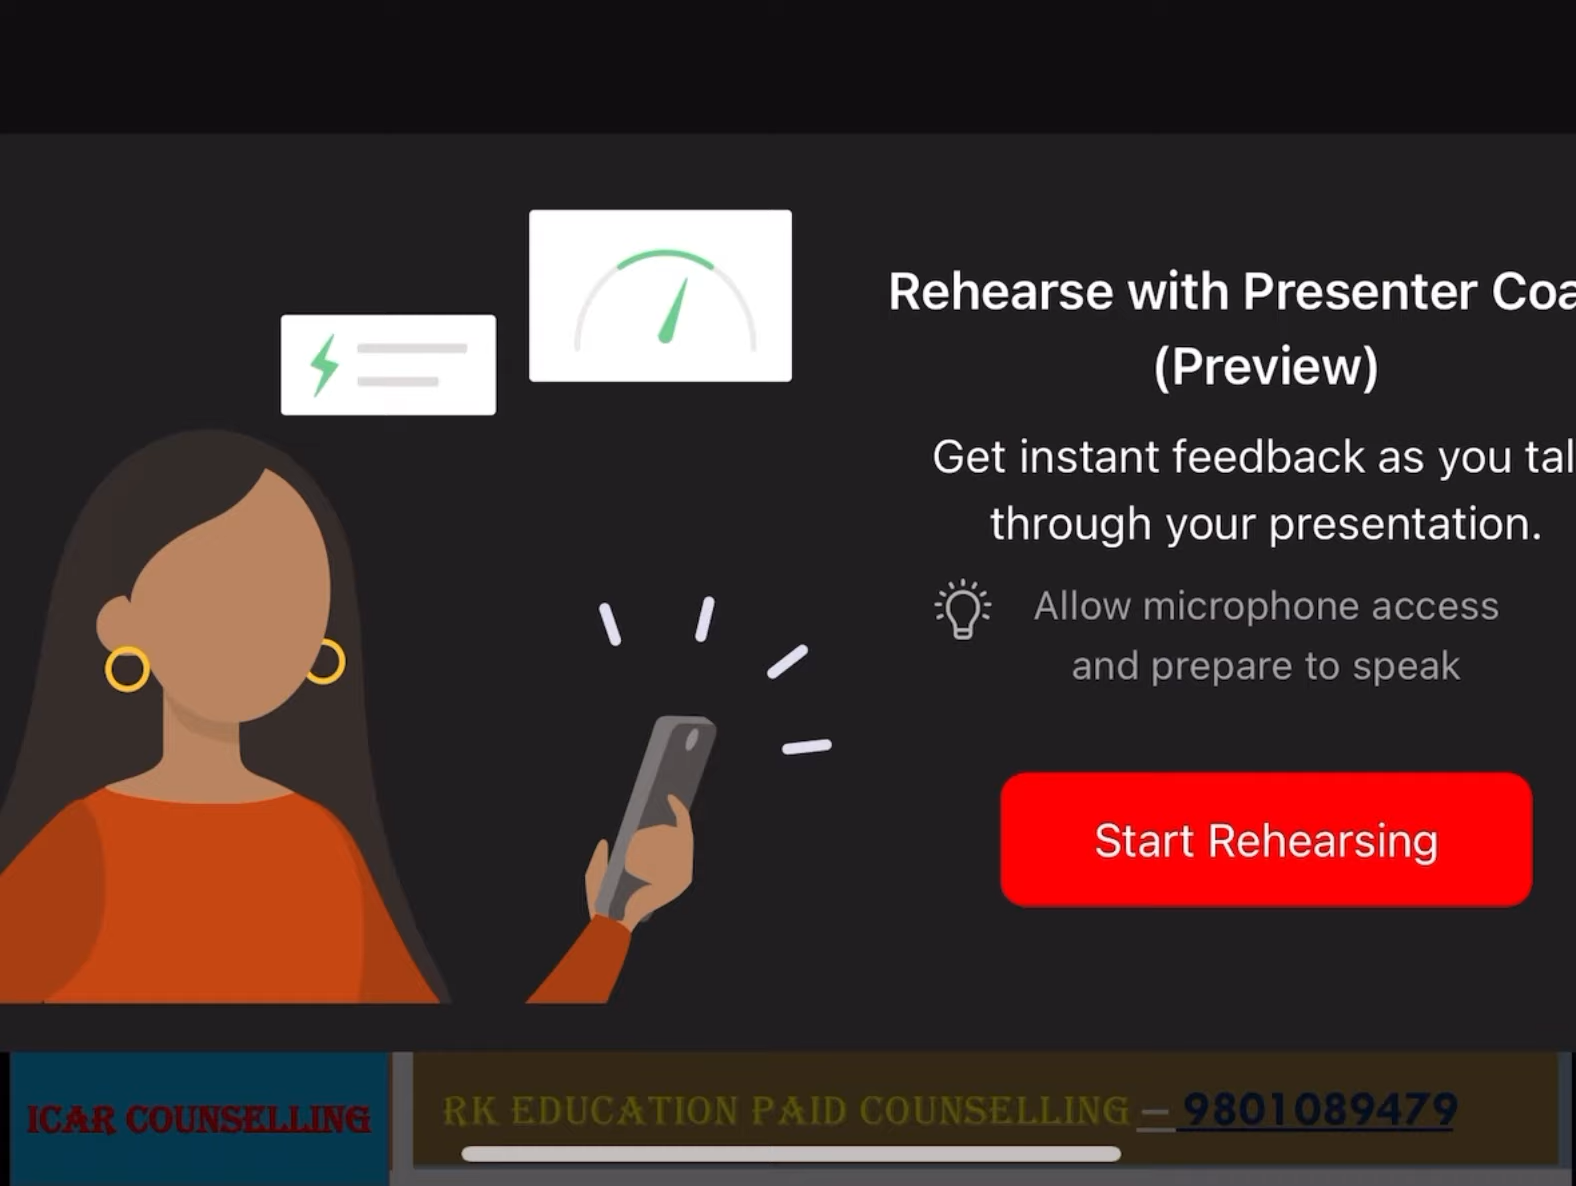 Rehearse with Presenter Coa
(Preview)
Get instant feedback as you tal
through your presentation.
Allow microphone access
and prepare to speak
Start Rehearsing
ICAR COUNSELLING
RK EDUCATION PAID COUNSELLING – 9801089479